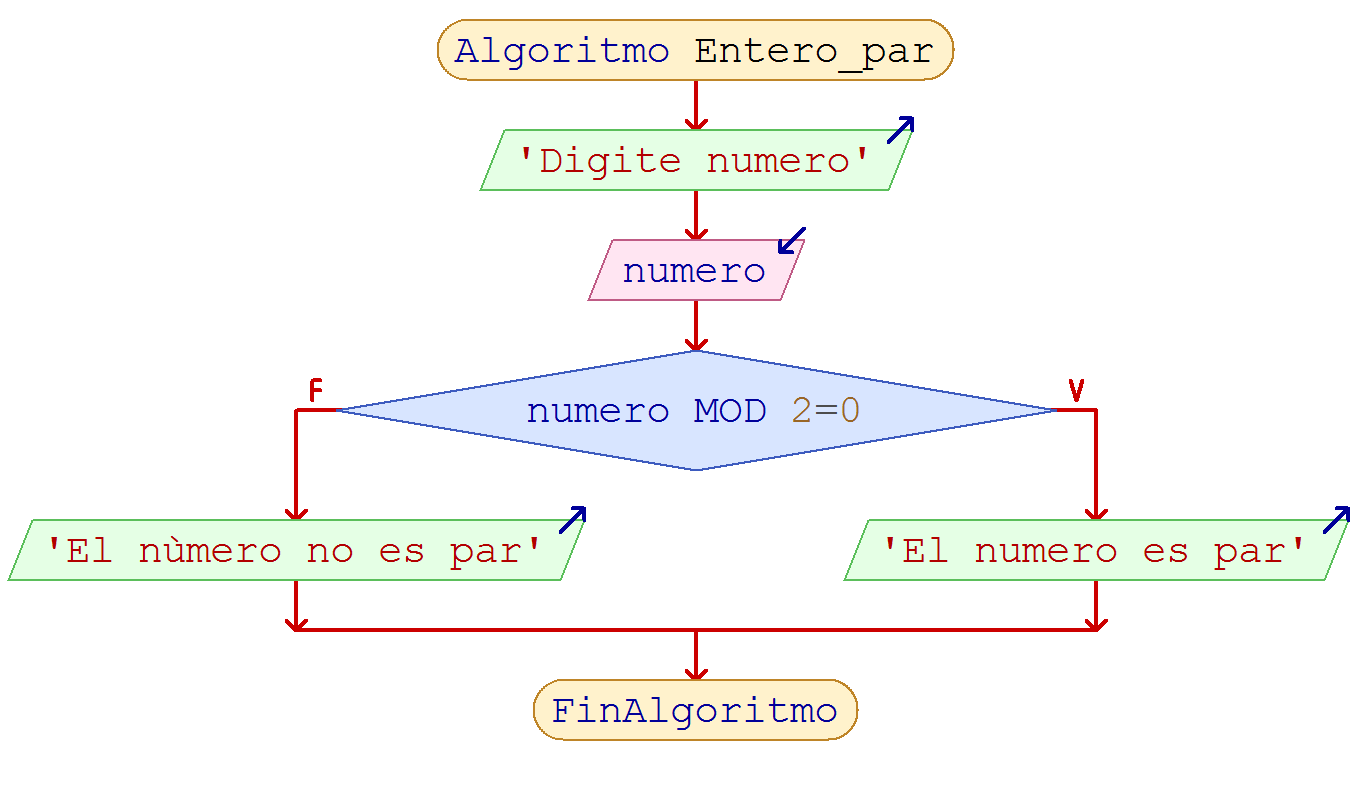 Algoritmo Entero_par
'Digite numero'
numero
F
V
numero MOD 2=0
'El nùmero no es par'
'El numero es par'
FinAlgoritmo